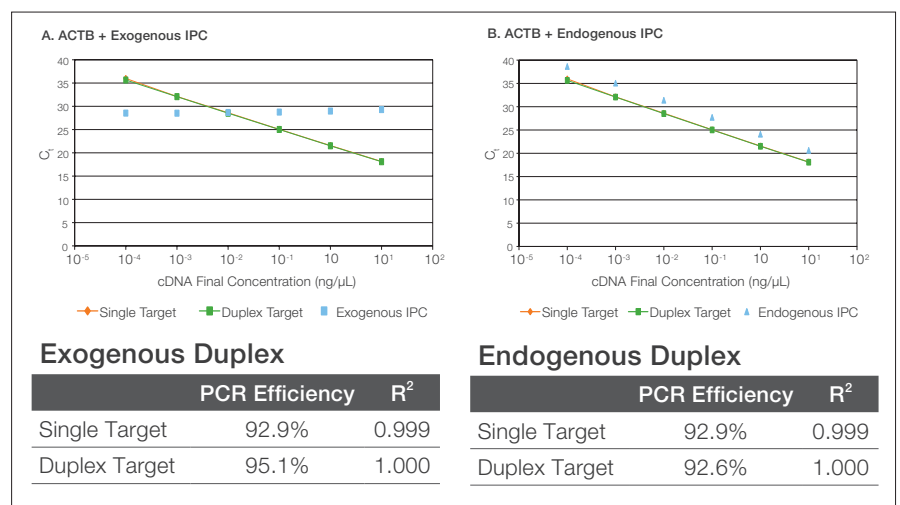 A. ACTB + Exogenous IPC
40
35
30
25
20
15
10
5
0
Ct
10-5 10-4 10-3 10-2 10-1 10 101 102
cDNA Final Concentration (ng/µL)
Single Target Duplex Target Exogenous IPC
B. ACTB + Endogenous IPC
40
35
30
25
20
15
10
5
0
Ct
10-5 10-4 10-3 10-2 10-1 10 101 102
cDNA Final Concentration (ng/µL)
Single Target Duplex Target Endogenous IPC
Exogenous Duplex
PCR Efficiency R2
Single Target 92.9% 0.999
Duplex Target 95.1% 1.000
Endogenous Duplex
PCR Efficiency R2
Single Target 92.9% 0.999
Duplex Target 92.6% 1.000